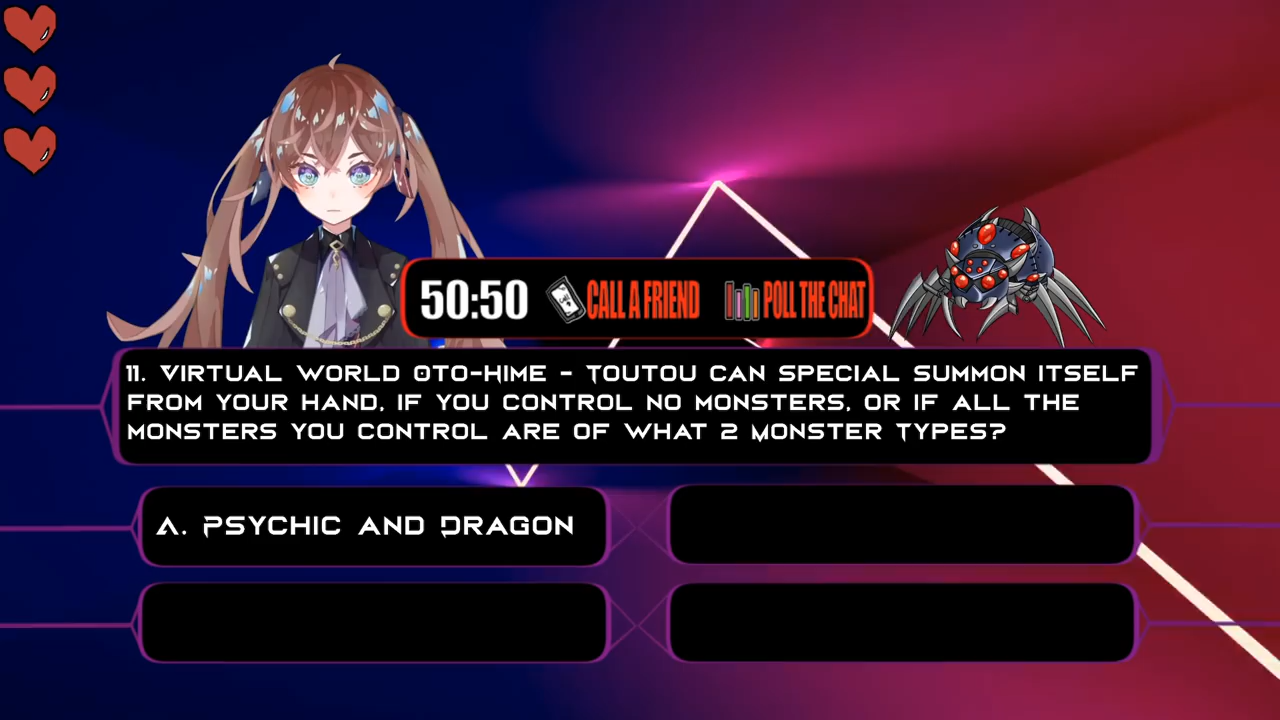 50:50 CALL A FRIEND POLL THE CHAT
11. VIRTUAL WORLD OTO-HIME - TOUTOU CAN SPECIAL SUMMON ITSELF
FROM YOUR HAND, IF YOU CONTROL NO MONSTERS, OR IF ALL THE
MONSTERS YOU CONTROL ARE OF WHAT 2 MONSTER TYPES?
A. PSYCHIC AND DRAGON